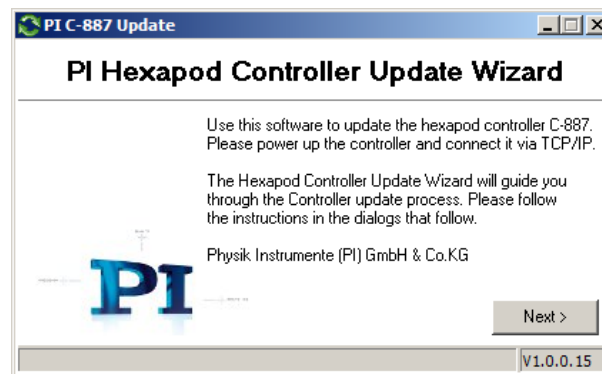 PI C-887 Update
PI Hexapod Controller Update Wizard
Use this software to update the hexapod controller C-887.
Please power up the controller and connect it via TCP/IP.
The Hexapod Controller Update Wizard will guide you
through the Controller update process. Please follow
the instructions in the dialogs that follow.
Physik Instrumente (PI) GmbH & Co.KG
PI
Next >
V1.0.0.15